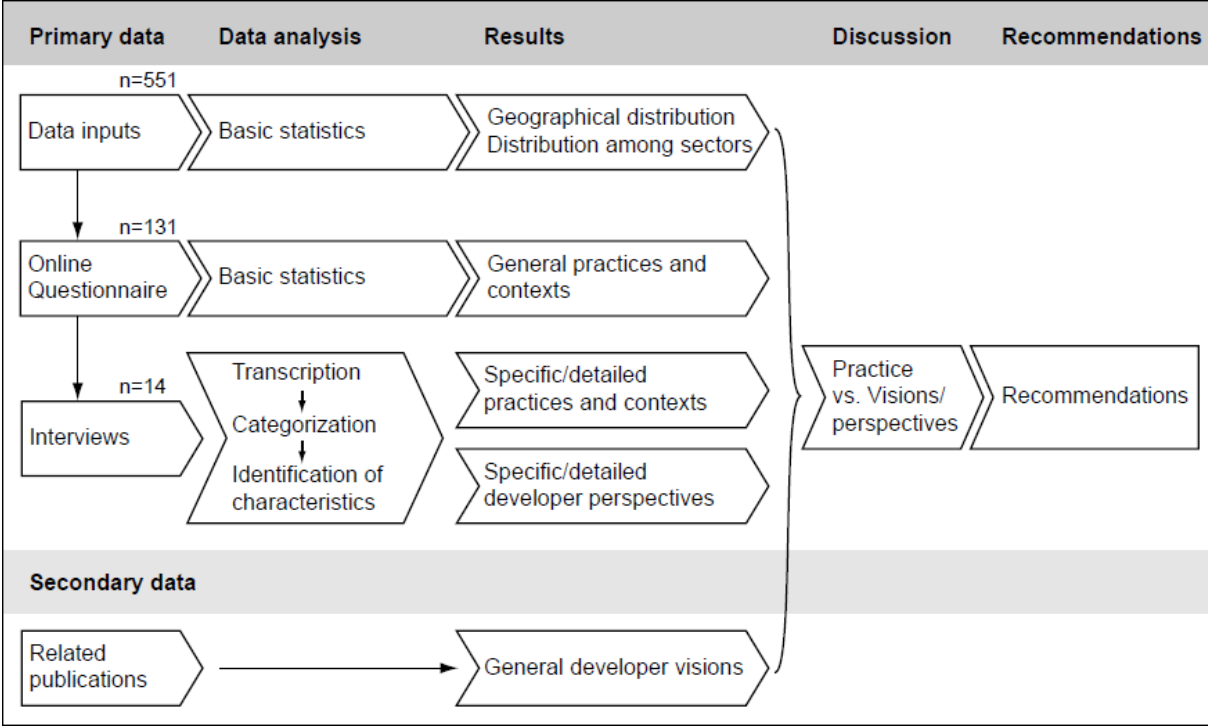 Primary data
Data analysis
Results
Discussion
Recommendations
n=551
Data inputs
Basic statistics
Geographical distribution
Distribution among sectors
n=131
Online
Questionnaire
Basic statistics
General practices and
contexts
n=14
Interviews
Transcription
Categorization
Identification of
characteristics
Specific/detailed
practices and contexts
Specific/detailed
developer perspectives
Practice
vs. Visions/
perspectives
Recommendations
Secondary data
Related
publications
General developer visions